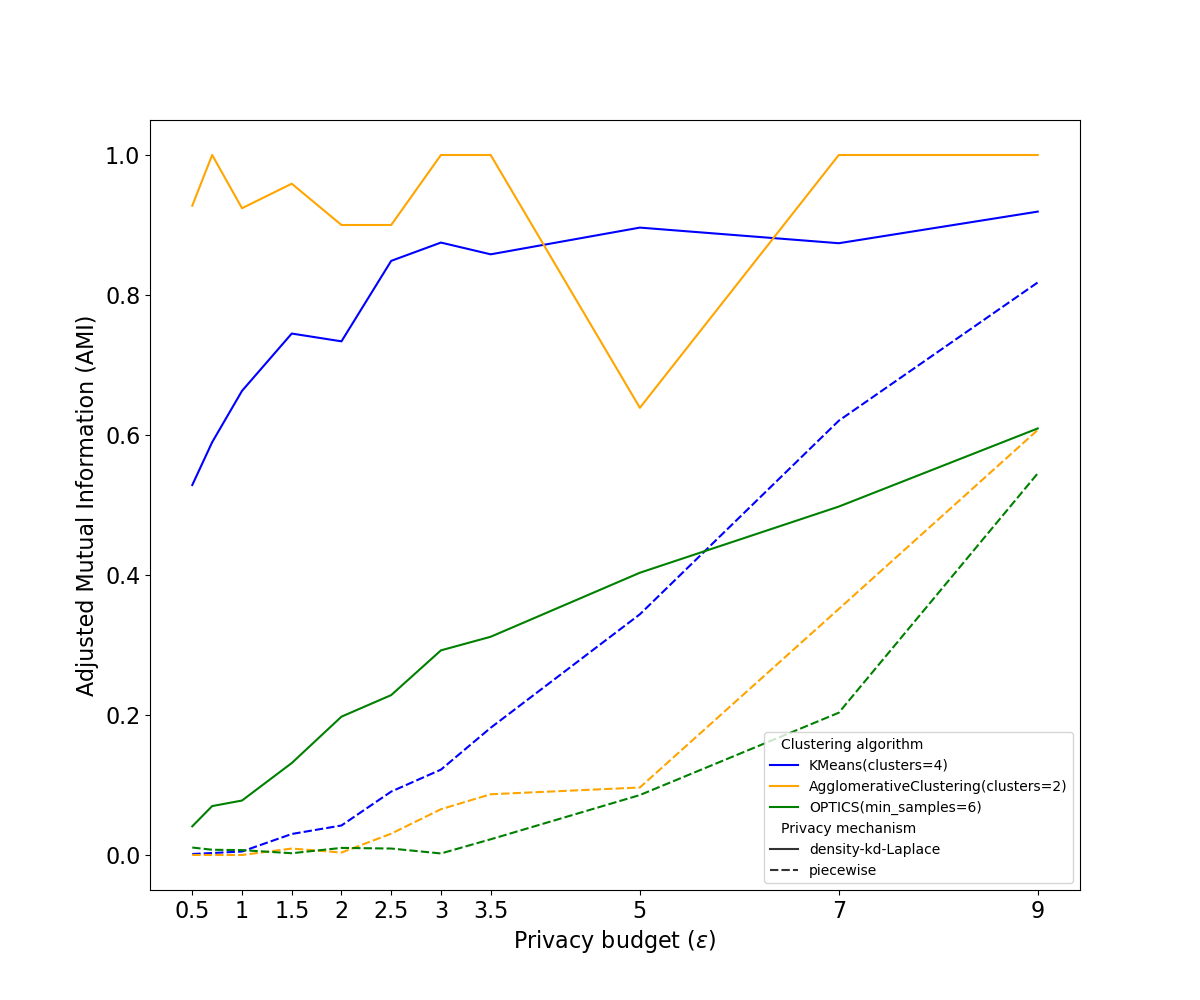 1.0
0.8
0.6
0.4
0.2
0.0
Adjusted Mutual Information (AMI)
0.5 1 1.5 2 2.5 3 3.5 5 7 9
Privacy budget (ε)
Clustering algorithm
KMeans(clusters=4)
AgglomerativeClustering(clusters=2)
OPTICS(min_samples=6)
Privacy mechanism
density-kd-Laplace
piecewise